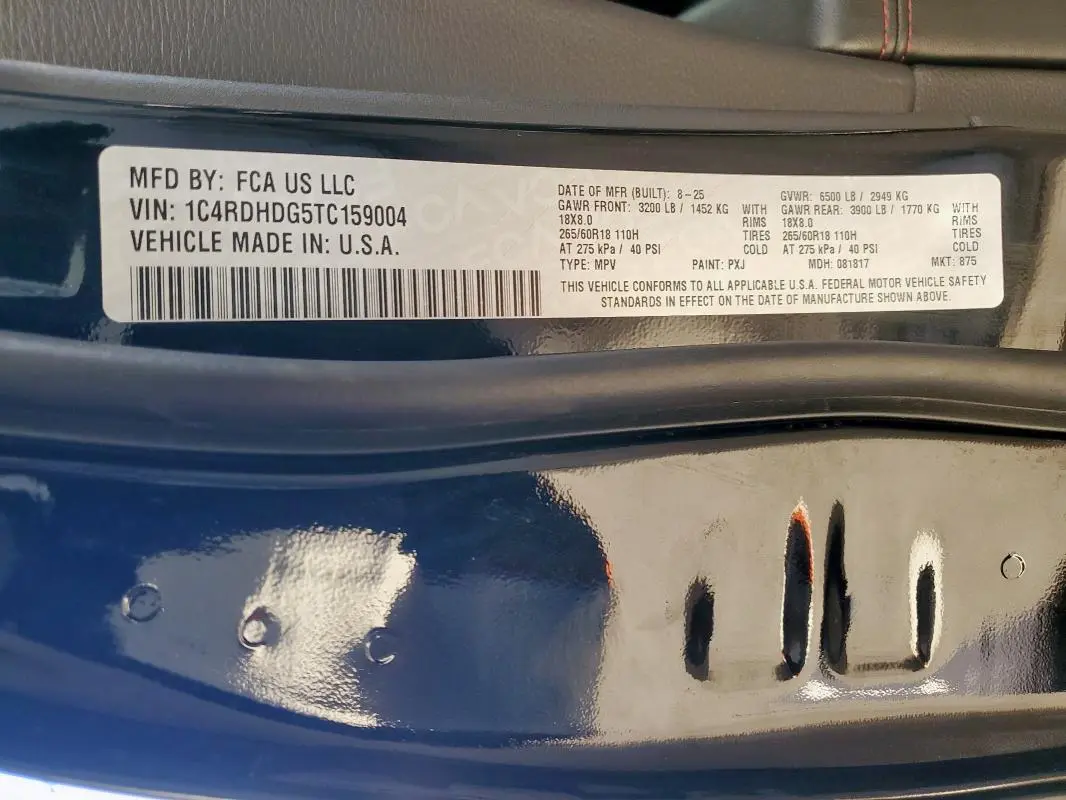 MFD BY: FCA US LLC
VIN: 1C4RDHDG5TC159004
VEHICLE MADE IN: U.S.A.
DATE OF MFR (BUILT): 8-25 GVWR: 6500 LB / 2949 KG
GAWR FRONT: 3200 LB / 1452 KG WITH GAWR REAR: 3900 LB / 1770 KG WITH
18X8.0 RIMS 18X8.0 RIMS
265/60R18 110H TIRES 265/60R18 110H TIRES
AT 275 kPa / 40 PSI COLD AT 275 kPa / 40 PSI COLD
TYPE: MPV PAINT: PXJ MDH: 081817 MKT: 875
THIS VEHICLE CONFORMS TO ALL APPLICABLE U.S.A. FEDERAL MOTOR VEHICLE SAFETY
STANDARDS IN EFFECT ON THE DATE OF MANUFACTURE SHOWN ABOVE.